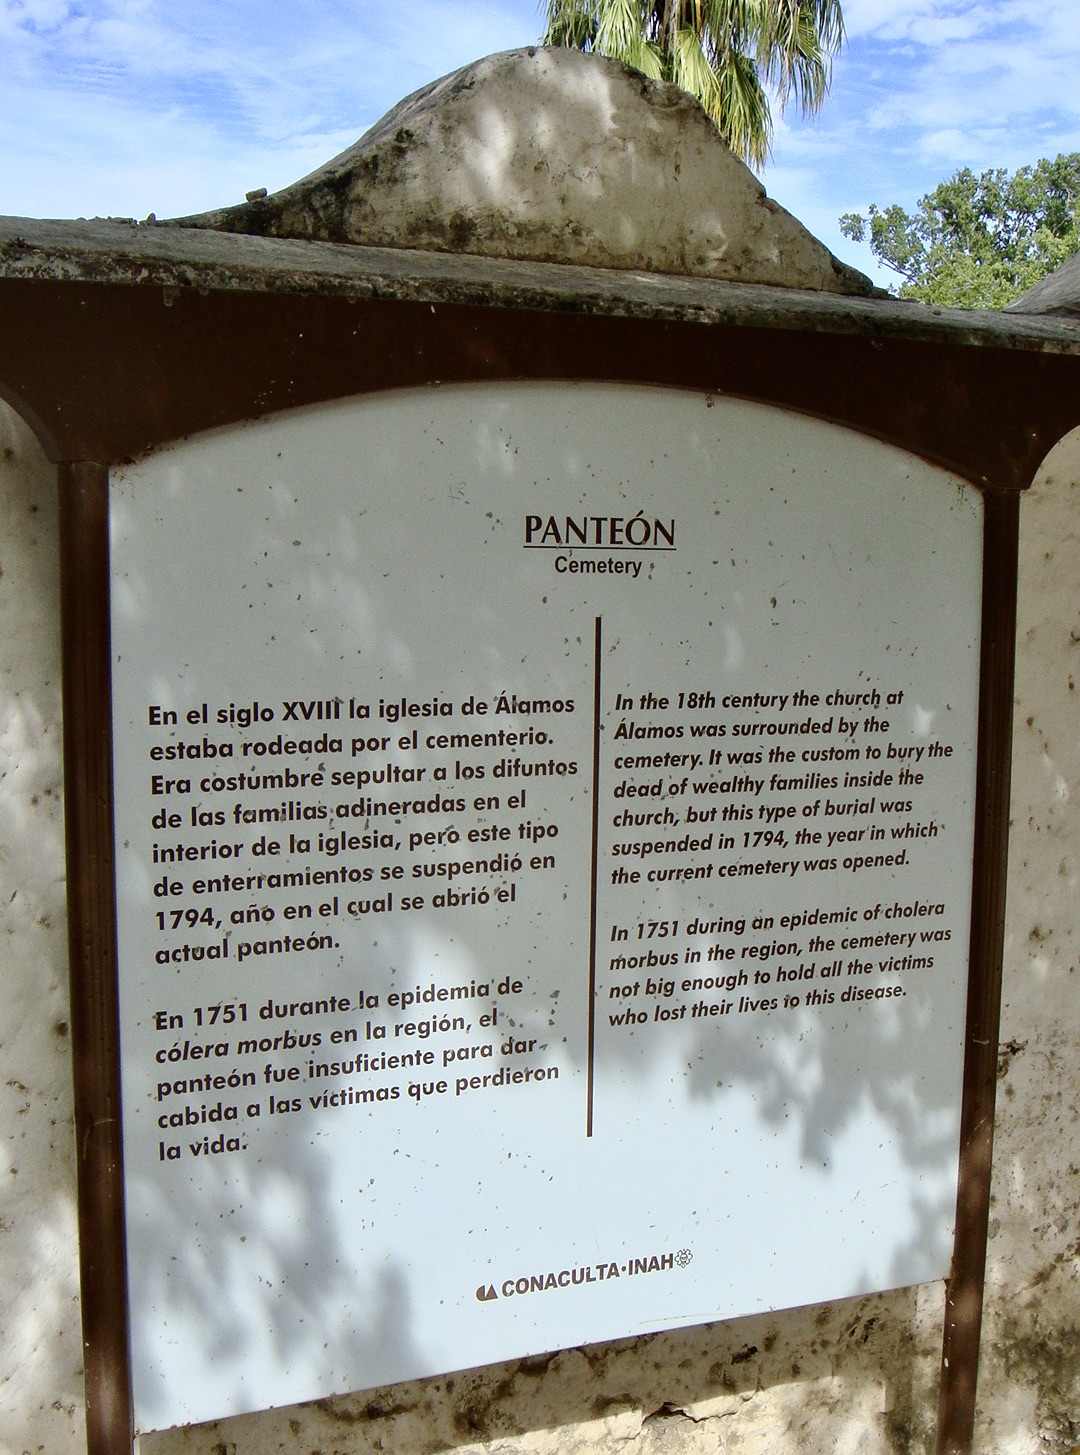 PANTEÓN
Cemetery
En el siglo XVIII la iglesia de Álamos
estaba rodeada por el cementerio.
Era costumbre sepultar a los difuntos
de las familias adineradas en el
interior de la iglesia, pero este tipo
de enterramientos se suspendió en
1794, año en el cual se abrió el
actual panteón.
En 1751 durante la epidemia de
cólera morbus en la región, el
panteón fue insuficiente para dar
cabida a las víctimas que perdieron
la vida.
In the 18th century the church at
Álamos was surrounded by the
cemetery. It was the custom to bury the
dead of wealthy families inside the
church, but this type of burial was
suspended in 1794, the year in which
the current cemetery was opened.
In 1751 during an epidemic of cholera
morbus in the region, the cemetery was
not big enough to hold all the victims
who lost their lives to this disease.
CONACULTA•INAH